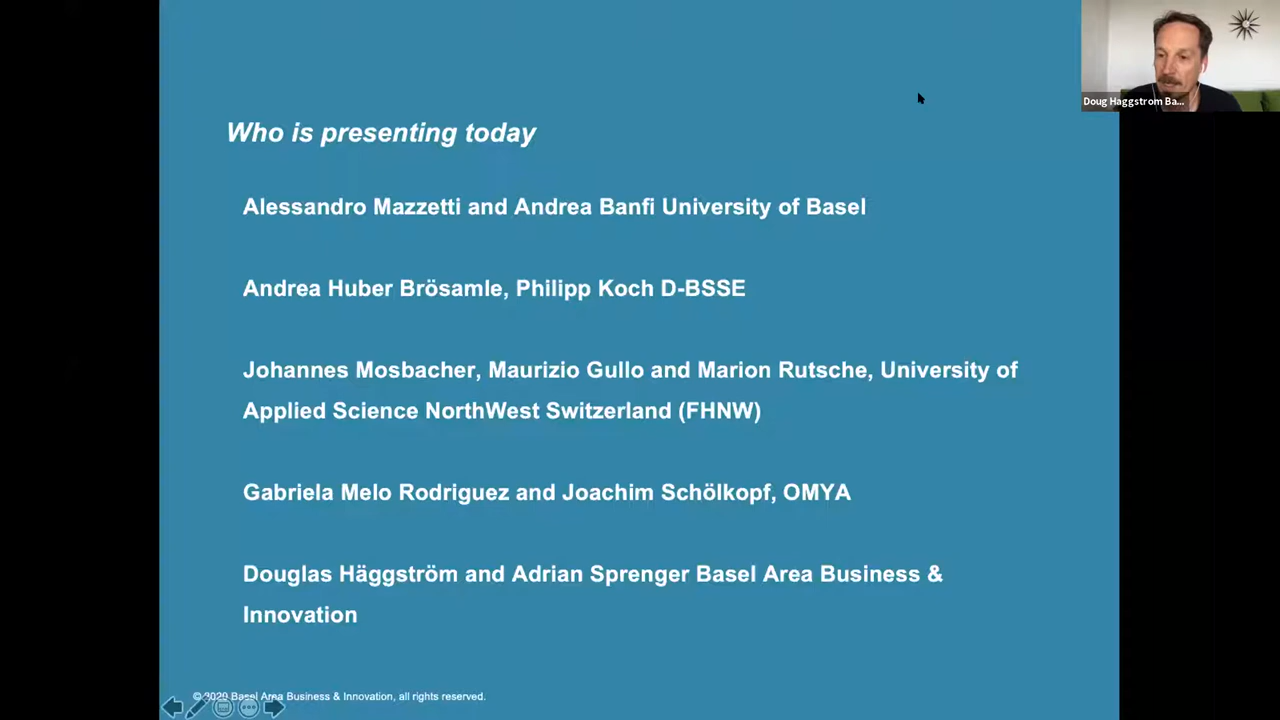 Doug Haggstrom Ba...
Who is presenting today
Alessandro Mazzetti and Andrea Banfi University of Basel
Andrea Huber Brösamle, Philipp Koch D-BSSE
Johannes Mosbacher, Maurizio Gullo and Marion Rutsche, University of
Applied Science NorthWest Switzerland (FHNW)
Gabriela Melo Rodriguez and Joachim Schölkopf, OMYA
Douglas Häggström and Adrian Sprenger Basel Area Business &
Innovation
© 2020 Basel Area Business & Innovation, all rights reserved.